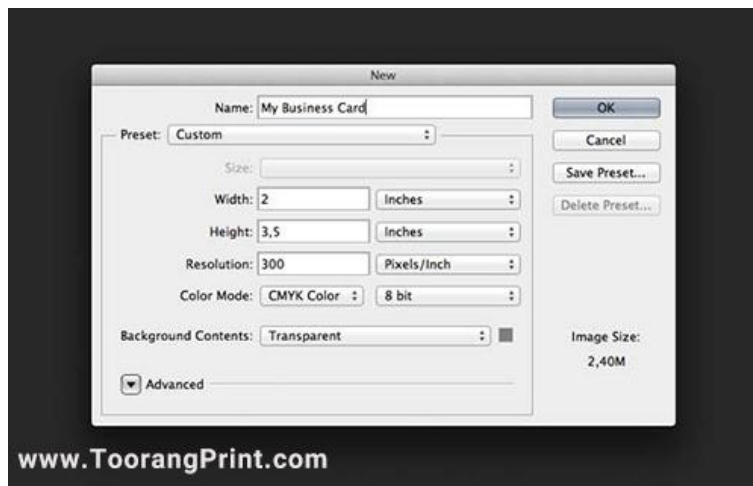 New
Name: My Business Card
OK
Preset: Custom
Cancel
Size:
Save Preset...
Width: 2 Inches
Delete Preset...
Height: 3,5 Inches
Resolution: 300 Pixels/Inch
Color Mode: CMYK Color 8 bit
Background Contents: Transparent
Image Size:
2,40M
Advanced
www.ToorangPrint.com